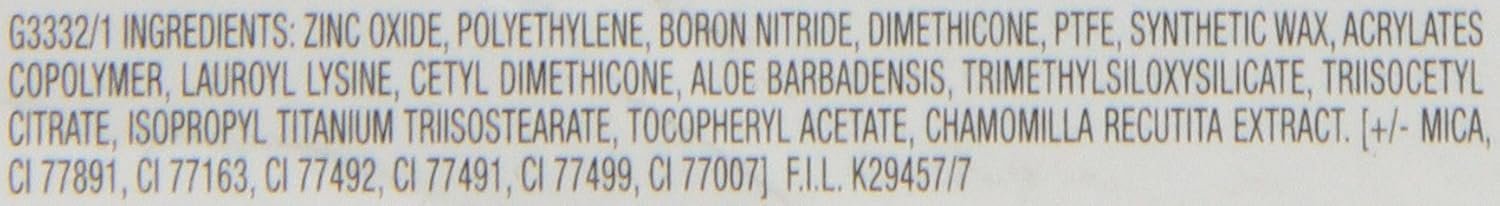 G3332/1 INGREDIENTS: ZINC OXIDE, POLYETHYLENE, BORON NITRIDE, DIMETHICONE, PTFE, SYNTHETIC WAX, ACRYLATES
COPOLYMER, LAUROYL LYSINE, CETYL DIMETHICONE, ALOE BARBADENSIS, TRIMETHYLSILOXYSILICATE, TRIISOCETYL
CITRATE, ISOPROPYL TITANIUM TRIISOSTEARATE, TOCOPHERYL ACETATE, CHAMOMILLA RECUTITA EXTRACT. [+/- MICA,
CI 77891, CI 77163, CI 77492, CI 77491, CI 77499, CI 77007] F.I.L. K29457/7